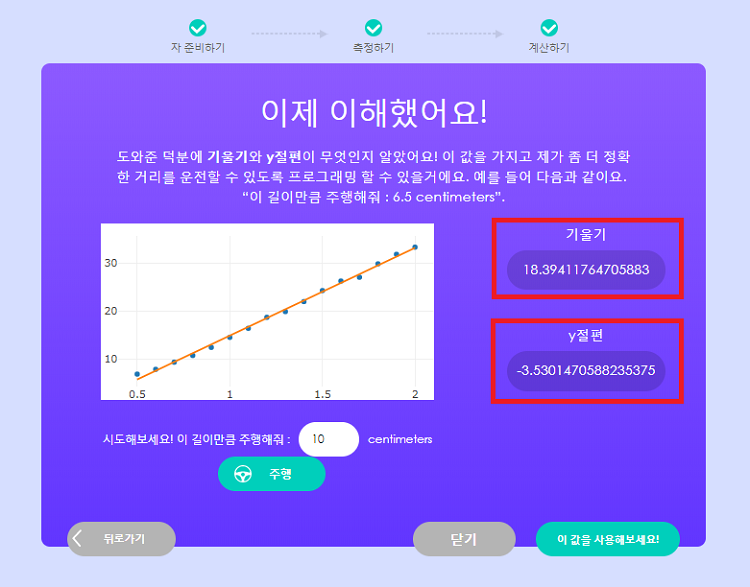 자 준비하기
측정하기
계산하기
이제 이해했어요!
도와준 덕분에 기울기와 y절편이 무엇인지 알았어요! 이 값을 가지고 제가 좀 더 정확
한 거리를 운전할 수 있도록 프로그래밍 할 수 있을거에요. 예를 들어 다음과 같이요.
“이 길이만큼 주행해줘 : 6.5 centimeters”.
30
20
10
0.5 1 1.5 2
기울기
18.39411764705883
y절편
-3.5301470588235375
시도해보세요! 이 길이만큼 주행해줘 : 10 centimeters
주행
뒤로가기
닫기
이 값을 사용해보세요!